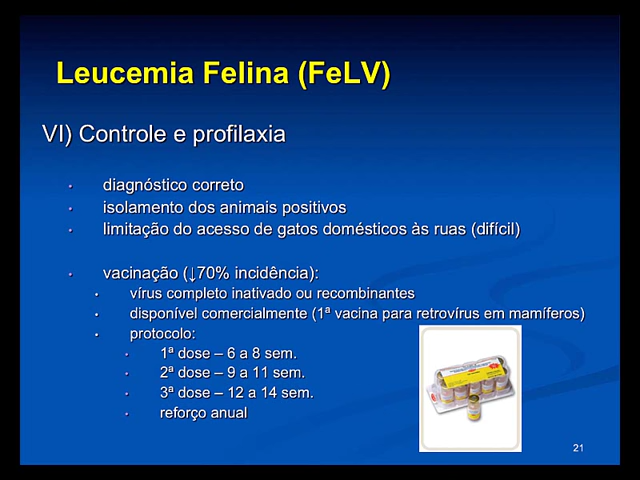 Leucemia Felina (FeLV)
VI) Controle e profilaxia
• diagnóstico correto
• isolamento dos animais positivos
• limitação do acesso de gatos domésticos às ruas (difícil)
• vacinação (↓70% incidência):
• vírus completo inativado ou recombinantes
• disponível comercialmente (1ª vacina para retrovírus em mamíferos)
• protocolo:
• 1ª dose – 6 a 8 sem.
• 2ª dose – 9 a 11 sem.
• 3ª dose – 12 a 14 sem.
• reforço anual
21